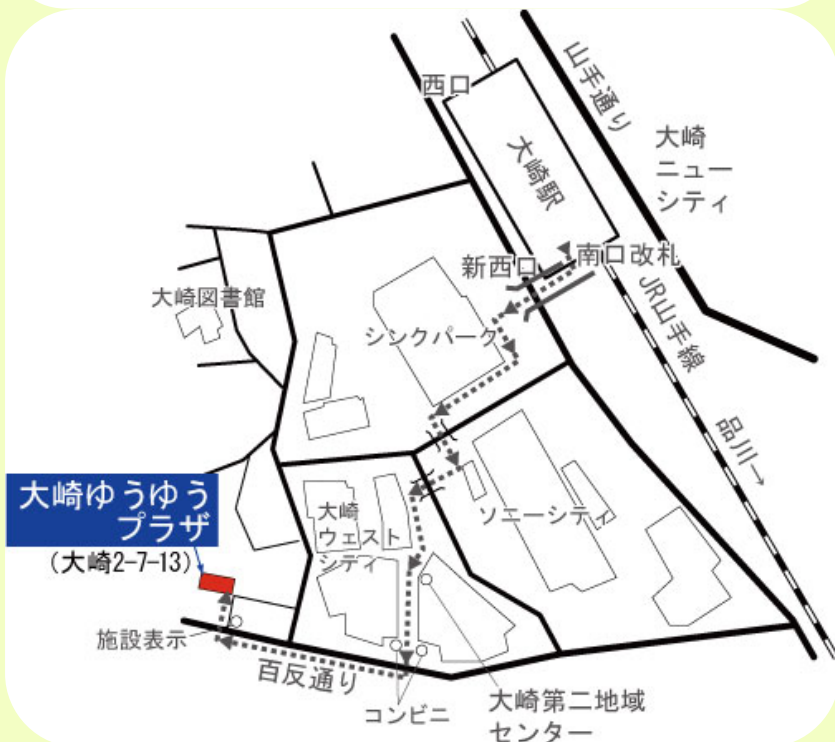 西口
山手通り
大崎
ニュー
シティ
大崎駅
新西口
南口改札
大崎図書館
シンクパーク
JR山手線
品川→
大崎ゆうゆう
プラザ
(大崎2-7-13)
大崎
ウェスト
シティ
ソニーシティ
施設表示
百反通り
コンビニ
大崎第二地域
センター